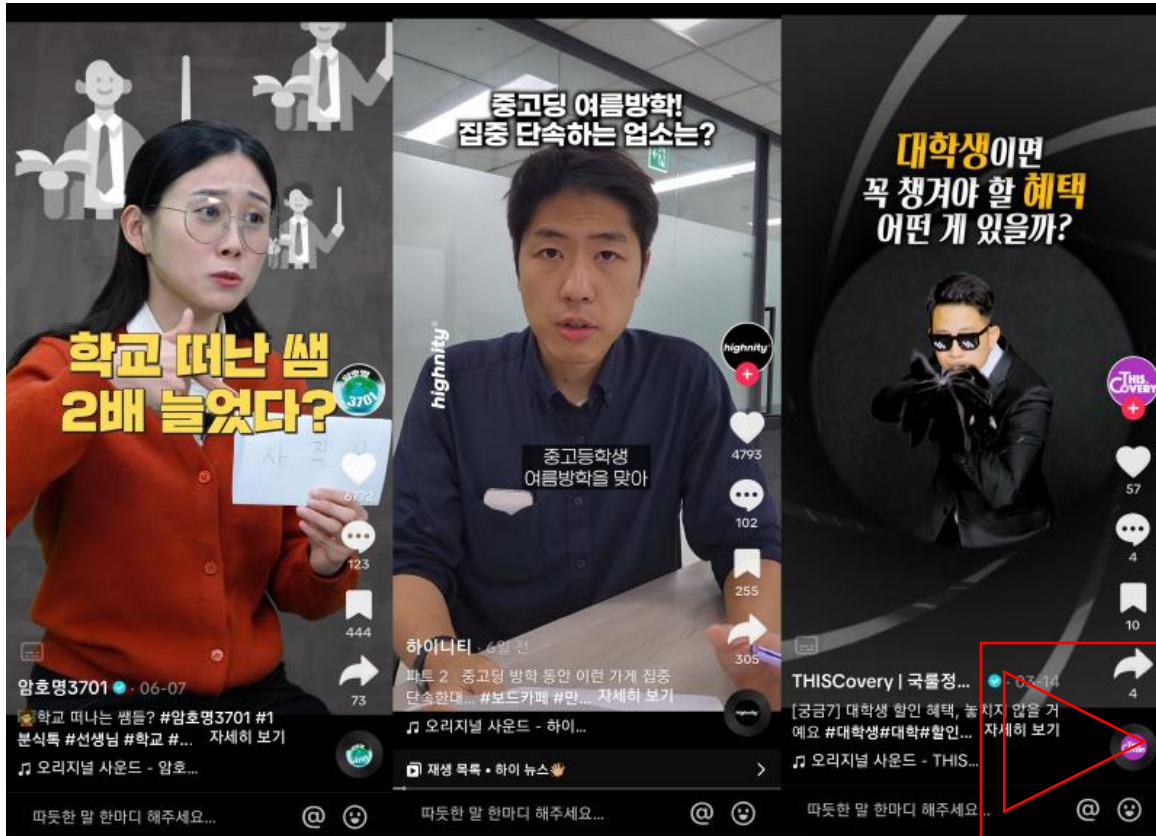 학교 떠난 쌤
2배 늘었다?
암호명
3701
사 직 서
6772
123
444
73
암호명3701 · 06-07
학교 떠나는 쌤들? #암호명3701 #1
분식톡 #선생님 #학교 #... 자세히 보기
오리지널 사운드 - 암호...
따듯한 말 한마디 해주세요...
@
중고딩 여름방학!
집중 단속하는 업소는?
highnity
highnity
중고등학생
여름방학을 맞아
4793
102
255
305
하이니티 · 6일 전
파트 2 중고딩 방학 동안 이런 가게 집중
단속한대... #보드카페 #만... 자세히 보기
오리지널 사운드 - 하이...
재생 목록 • 하이 뉴스
따듯한 말 한마디 해주세요...
@
대학생이면
꼭 챙겨야 할 혜택
어떤 게 있을까?
THIS
COVERY
57
4
10
4
THISCovery | 국룰정... · 03-14
[궁금7] 대학생 할인 혜택, 놓치지 않을 거
예요 #대학생#대학#할인... 자세히 보기
오리지널 사운드 - THIS...
따듯한 말 한마디 해주세요...
@